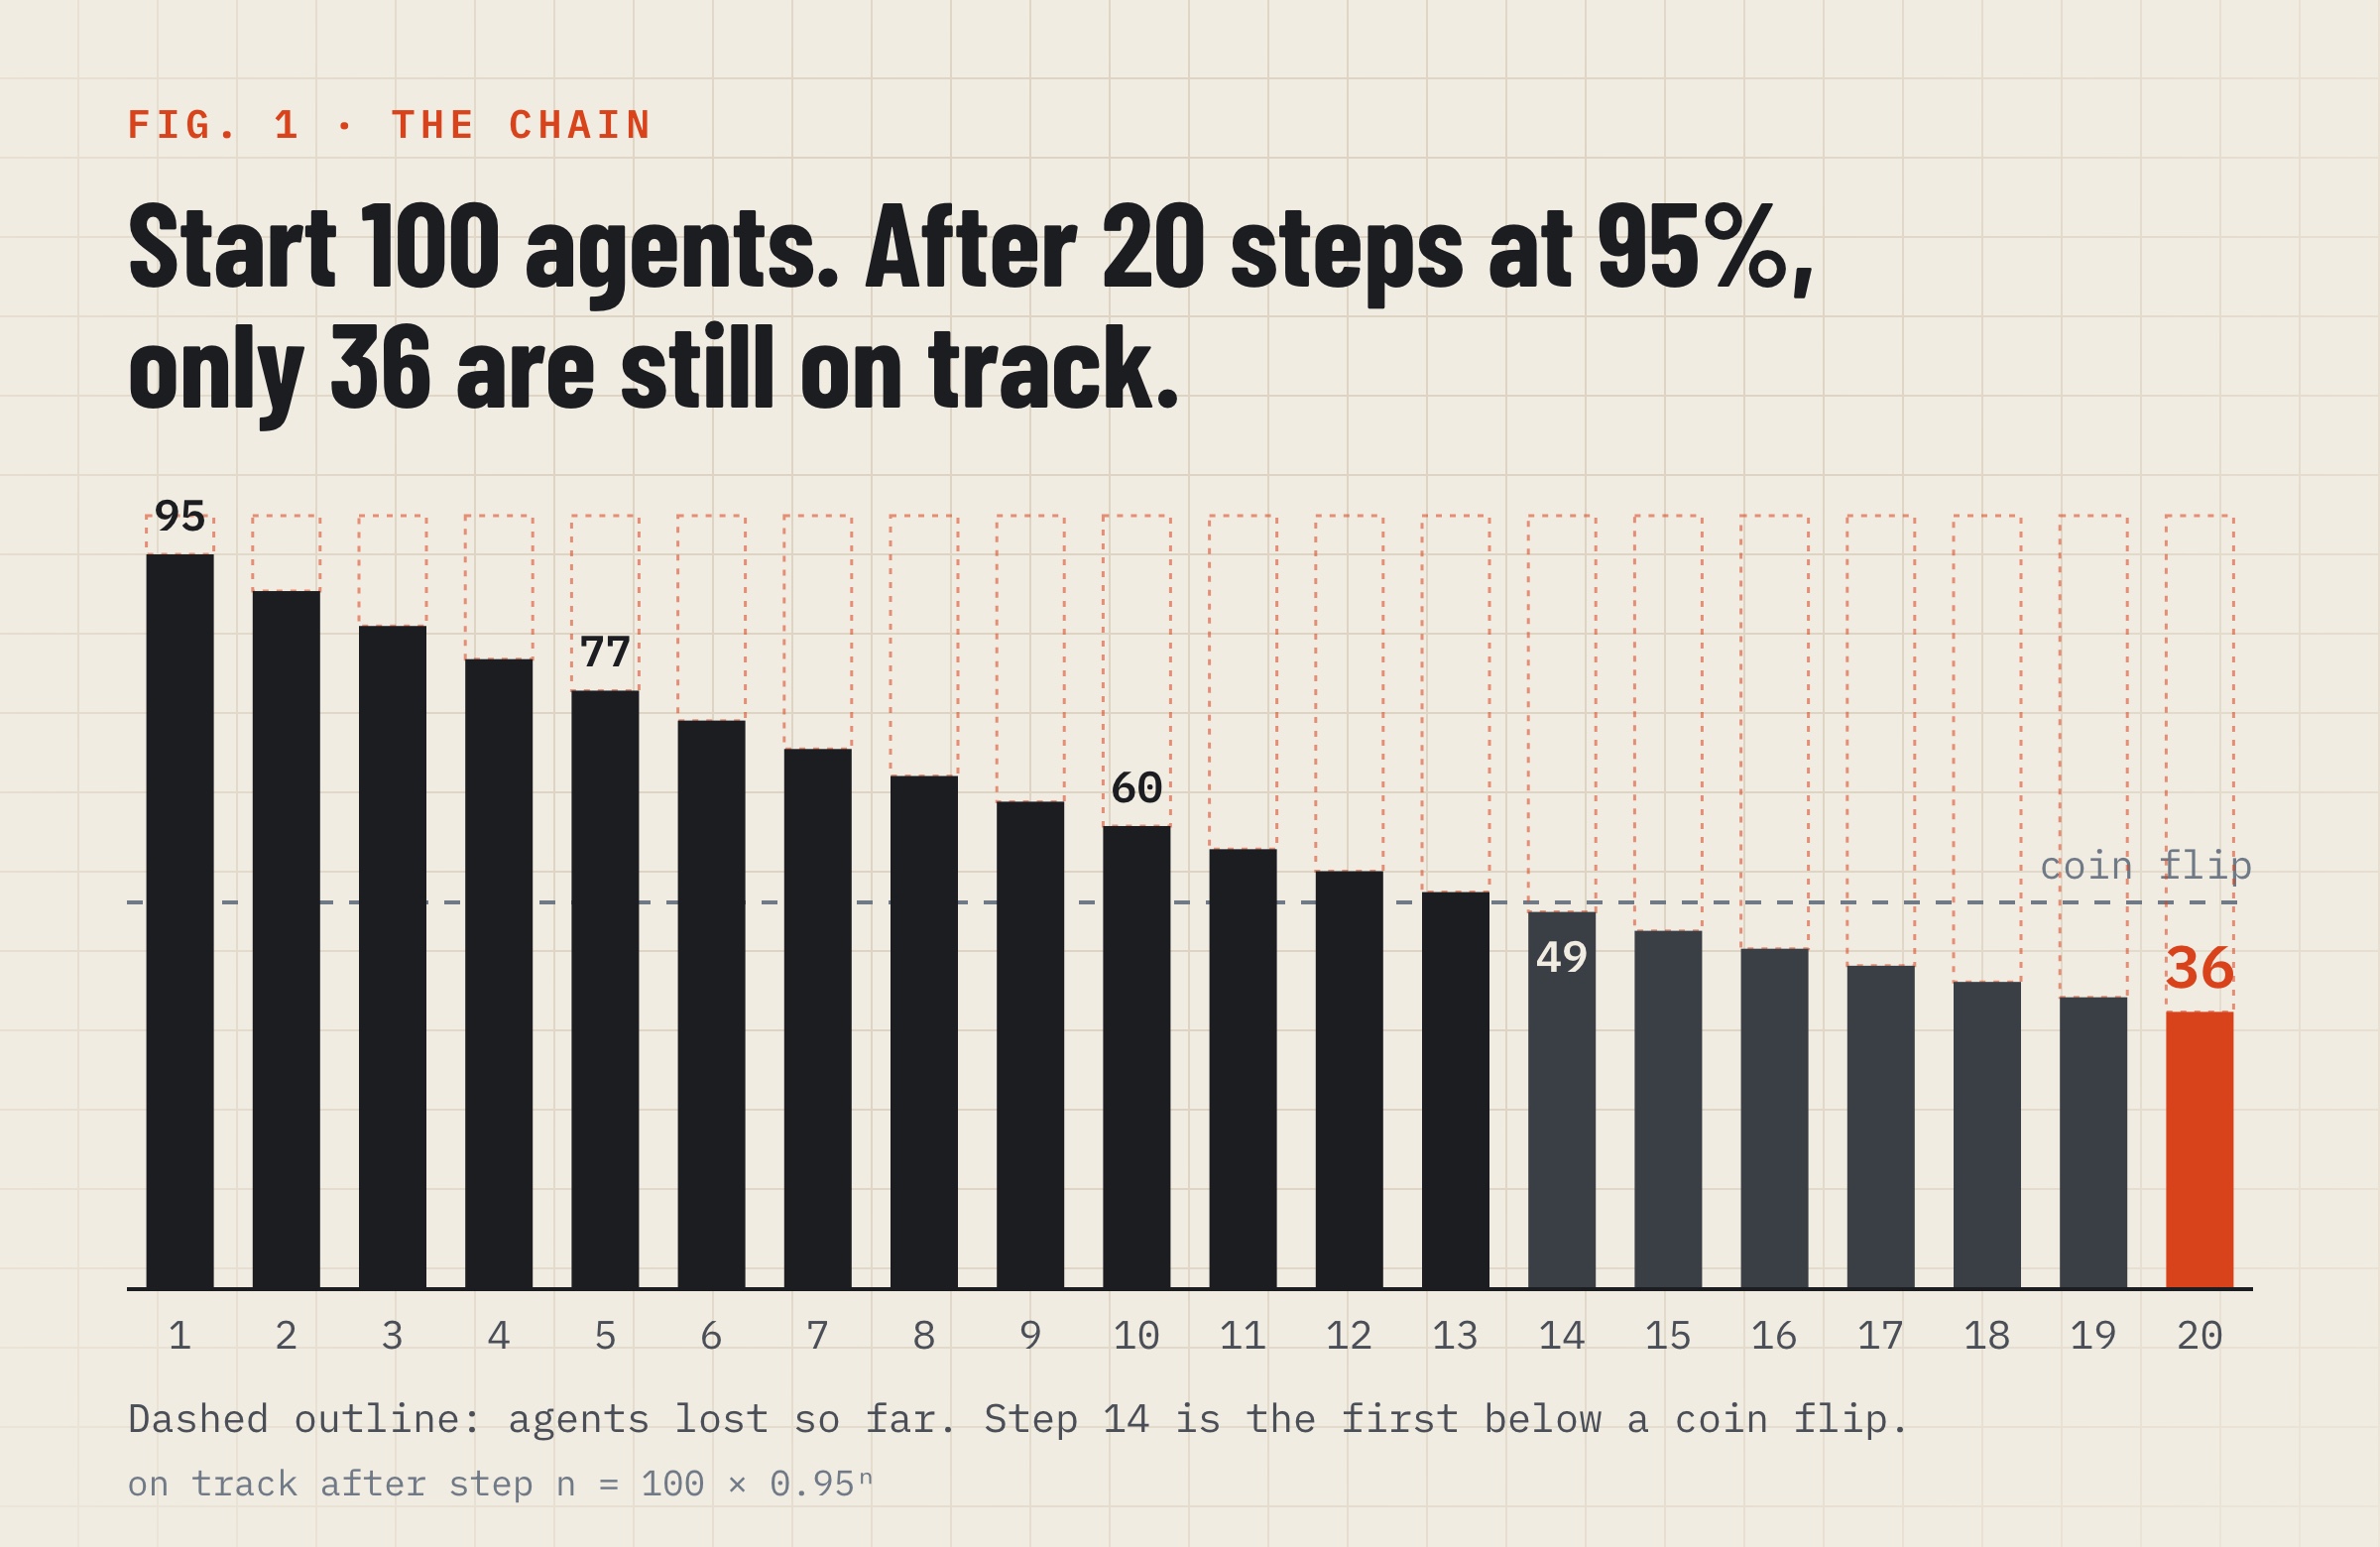 FIG. 1 · THE CHAIN
Start 100 agents. After 20 steps at 95%,
only 36 are still on track.
95
77
60
coin flip
49
36
1 2 3 4 5 6 7 8 9 10 11 12 13 14 15 16 17 18 19 20
Dashed outline: agents lost so far. Step 14 is the first below a coin flip.
on track after step n = 100 × 0.95ⁿ